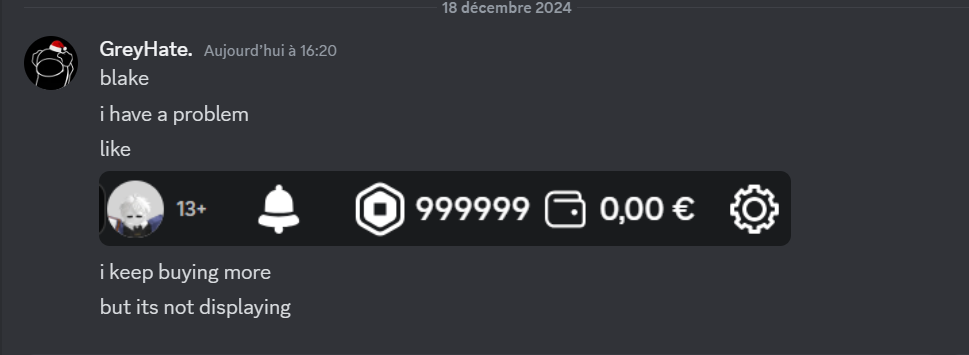 18 décembre 2024
GreyHate. Aujourd'hui à 16:20
blake
i have a problem
like
13+ 999999 0,00 €
i keep buying more
but its not displaying